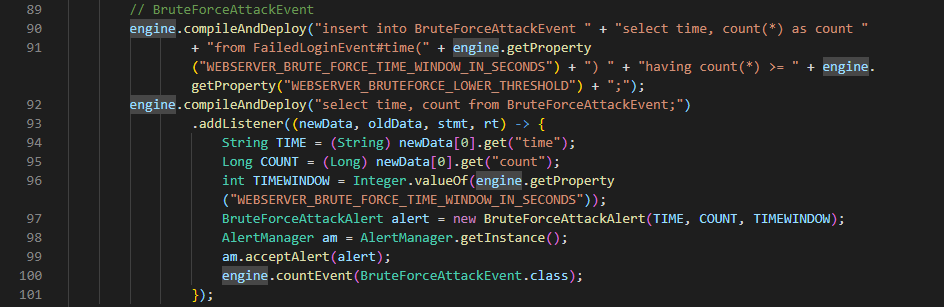 89 // BruteForceAttackEvent
90 engine.compileAndDeploy("insert into BruteForceAttackEvent " + "select time, count(*) as count "
91 + "from FailedLoginEvent#time(" + engine.getProperty
("WEBSERVER_BRUTE_FORCE_TIME_WINDOW_IN_SECONDS") + ") " + "having count(*) >= " + engine.
getProperty("WEBSERVER_BRUTEFORCE_LOWER_THRESHOLD") + ";");
92 engine.compileAndDeploy("select time, count from BruteForceAttackEvent;")
93 .addListener((newData, oldData, stmt, rt) -> {
94 String TIME = (String) newData[0].get("time");
95 Long COUNT = (Long) newData[0].get("count");
96 int TIMEWINDOW = Integer.valueOf(engine.getProperty
("WEBSERVER_BRUTE_FORCE_TIME_WINDOW_IN_SECONDS"));
97 BruteForceAttackAlert alert = new BruteForceAttackAlert(TIME, COUNT, TIMEWINDOW);
98 AlertManager am = AlertManager.getInstance();
99 am.acceptAlert(alert);
100 engine.countEvent(BruteForceAttackEvent.class);
101 });